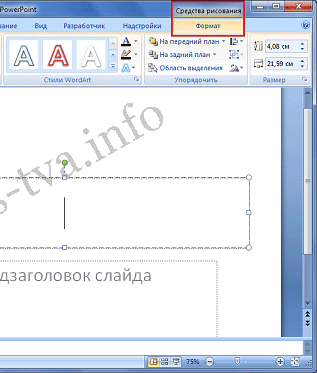 PowerPoint
Средства рисования
Вид
Разработчик
Надстройки
Формат
На передний план
На задний план
Область выделения
4,08 см
21,59 см
Стили WordArt
Упорядочить
Размер
s-tva.info
дзаголовок слайда
75%